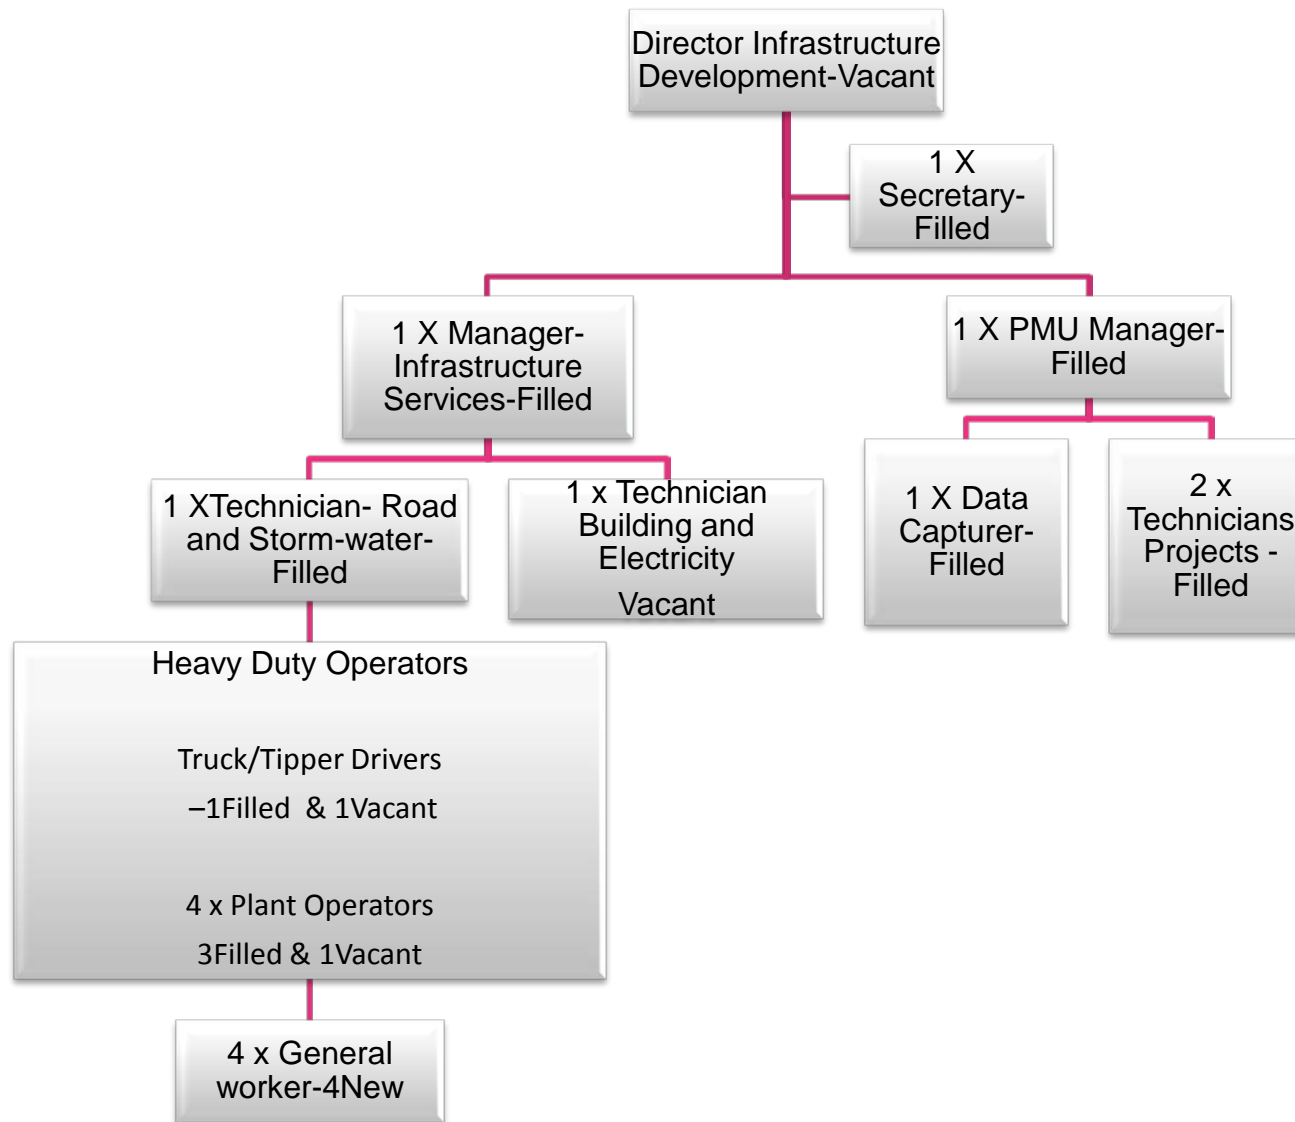 Director Infrastructure
Development-Vacant
1 X
Secretary-
Filled
1 X Manager-
Infrastructure
Services-Filled
1 X PMU Manager-
Filled
1 XTechnician- Road
and Storm-water-
Filled
1 x Technician
Building and
Electricity
Vacant
1 X Data
Capturer-
Filled
2 x
Technicians
Projects -
Filled
Heavy Duty Operators
Truck/Tipper Drivers
–1Filled & 1Vacant
4 x Plant Operators
3Filled & 1Vacant
4 x General
worker-4New